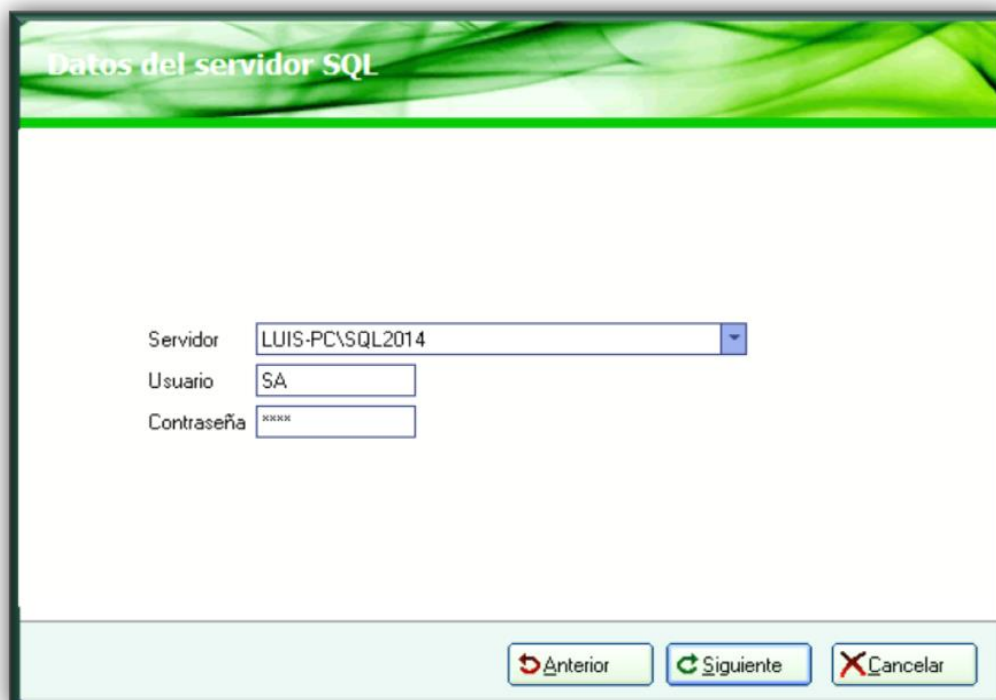 Datos del servidor SQL
Servidor LUIS-PC\SQL2014
Usuario SA
Contraseña ××××
Anterior Siguiente Cancelar